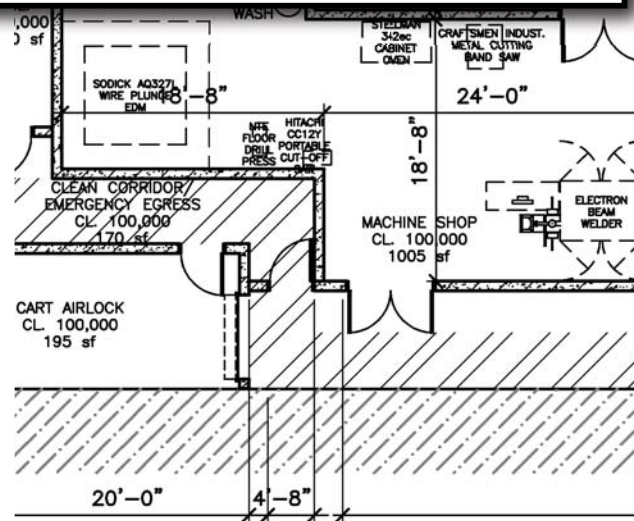 WASH
,000
0 sf
STEELMAN
342ec
CABINET
OVEN
CRAFTSMEN INDUST.
METAL CUTTING
BAND SAW
SODICK AQ327L
WIRE PLUNGE
EDM
18'-8"
24'-0"
HITACHI
CC12Y
PORTABLE
CUT-OFF
SAW
FLOOR
DRILL
PRESS
18'-8"
CLEAN CORRIDOR/
EMERGENCY EGRESS
CL. 100,000
170 sf
MACHINE SHOP
CL. 100,000
1005 sf
ELECTRON
BEAM
WELDER
CART AIRLOCK
CL. 100,000
195 sf
20'-0"
4'-8"